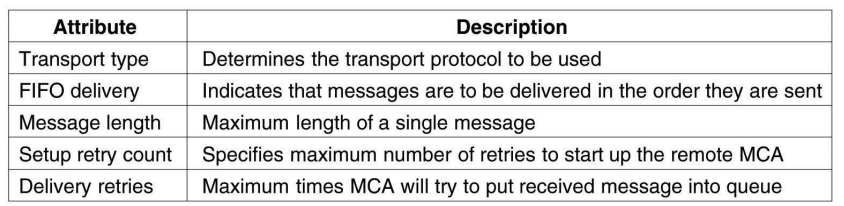 Attribute Description
Transport type Determines the transport protocol to be used
FIFO delivery Indicates that messages are to be delivered in the order they are sent
Message length Maximum length of a single message
Setup retry count Specifies maximum number of retries to start up the remote MCA
Delivery retries Maximum times MCA will try to put received message into queue